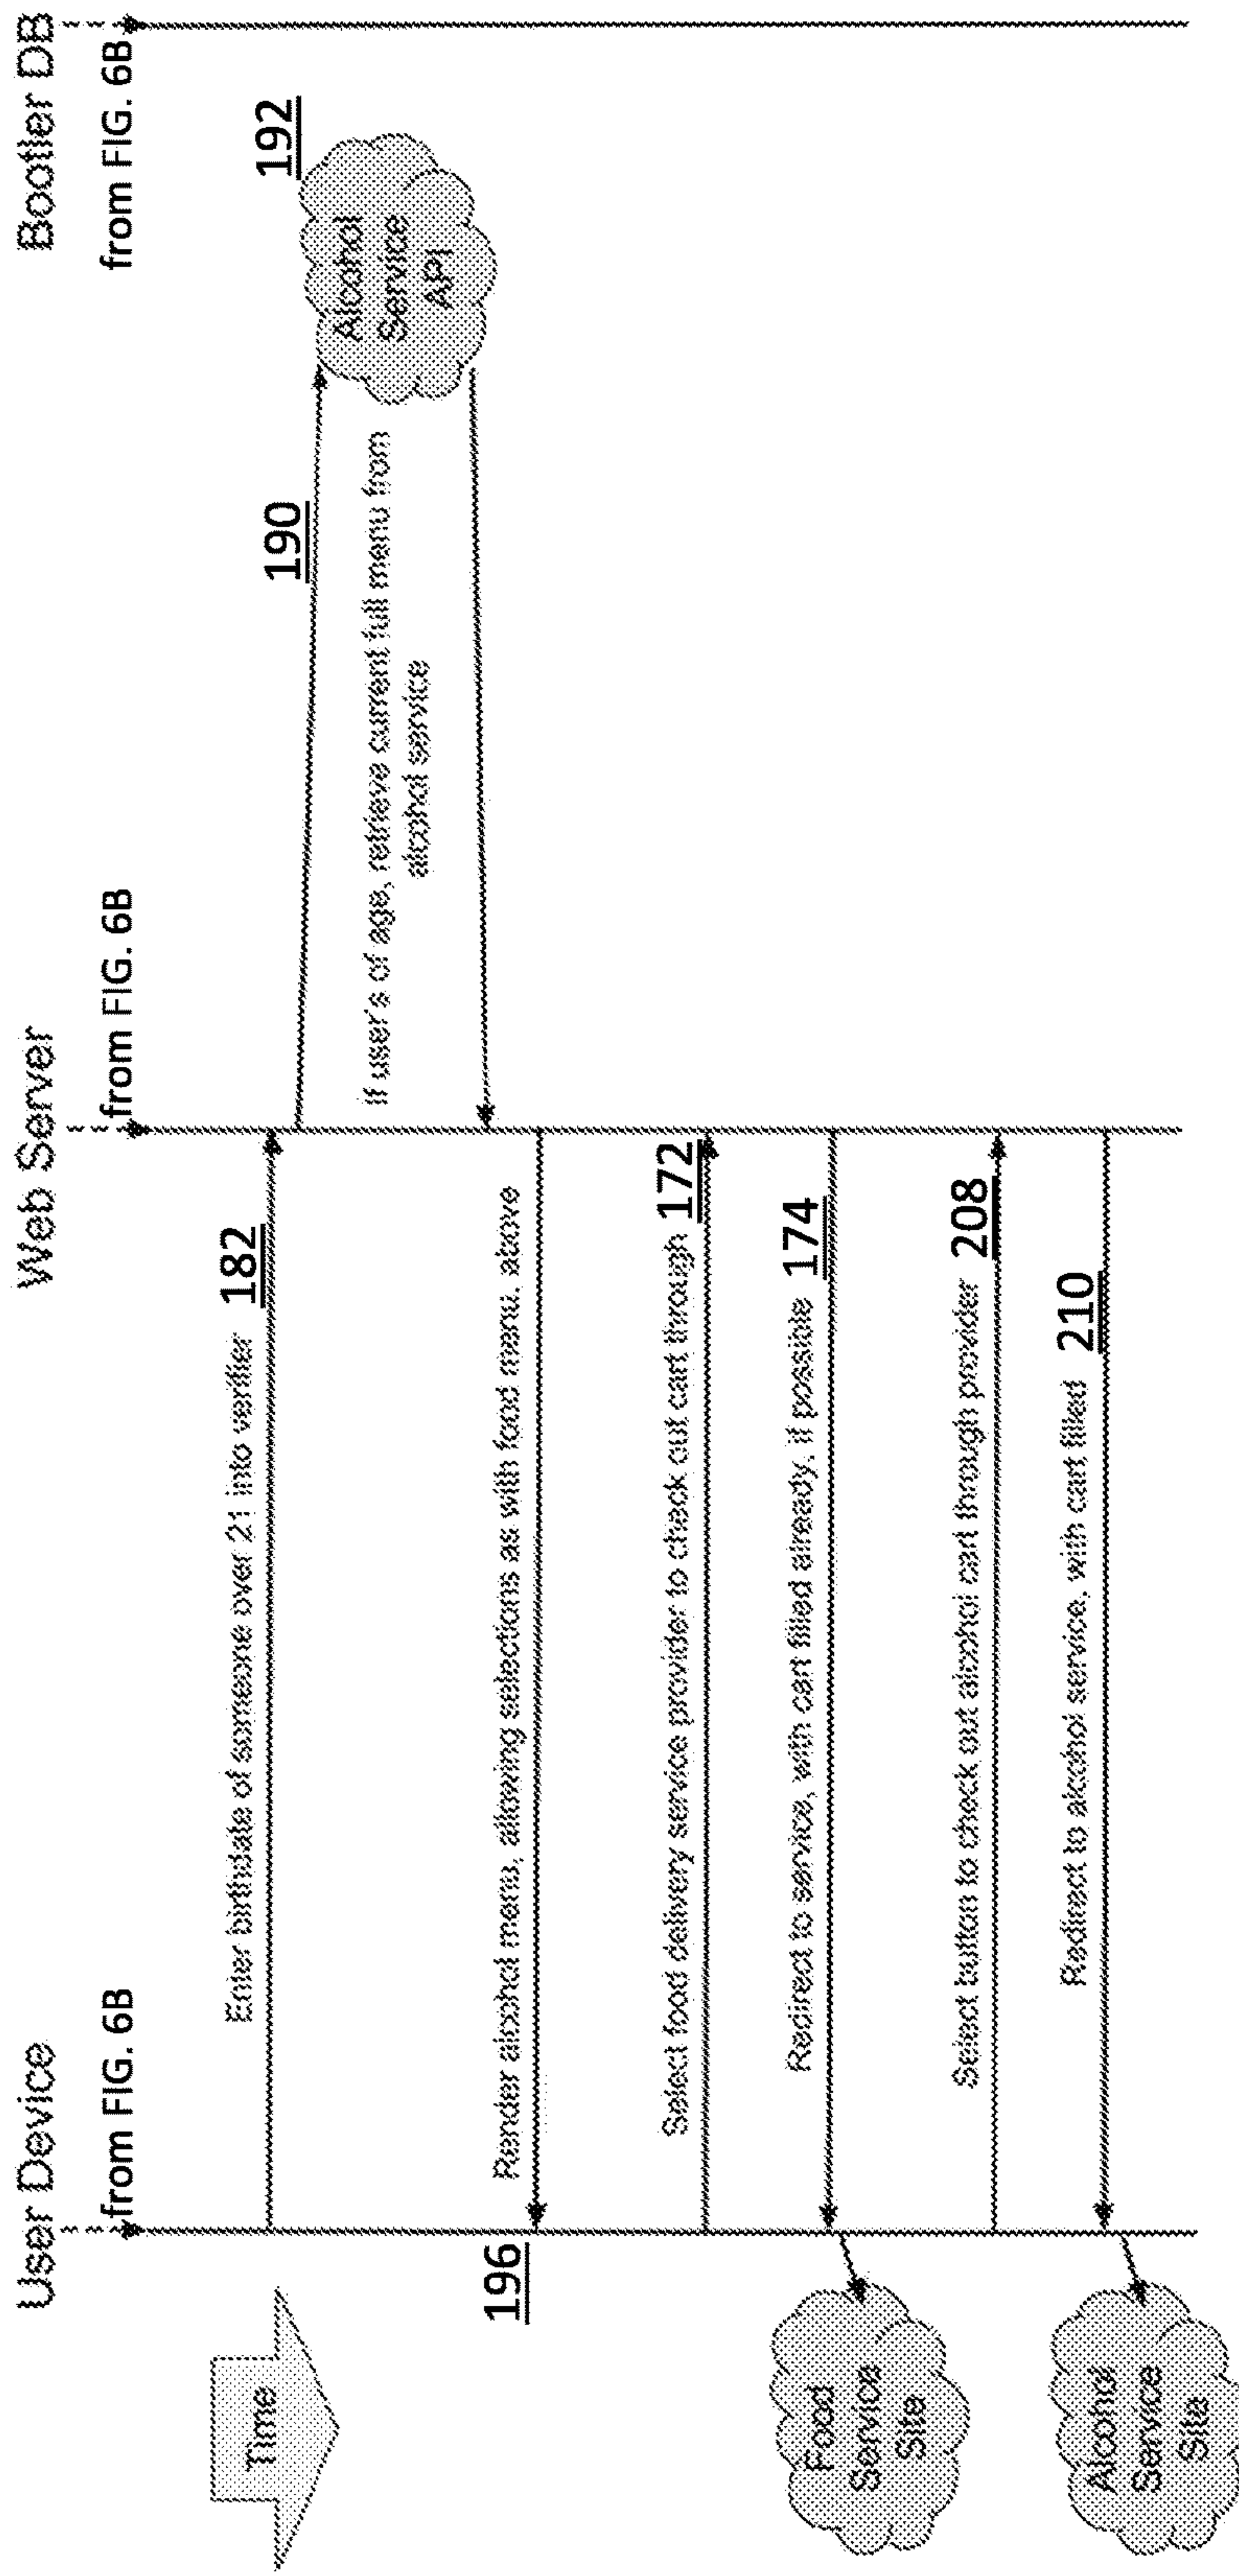 User Device
Web Server
Bootler DB
from FIG. 6B
from FIG. 6B
from FIG. 6B
Time
Enter birthdate of someone over 21 into verifier
182
190
192
Alcohol
Service
API
If user's of age, retrieve current full menu from
alcohol service
196
Render alcohol menu, allowing selections as with food menu, above
Select food delivery service provider to check out cart through
172
Redirect to service, with cart filled already, if possible
174
Food
Service
Site
Select button to check out alcohol cart through provider
208
Redirect to alcohol service, with cart filled
210
Alcohol
Service
Site